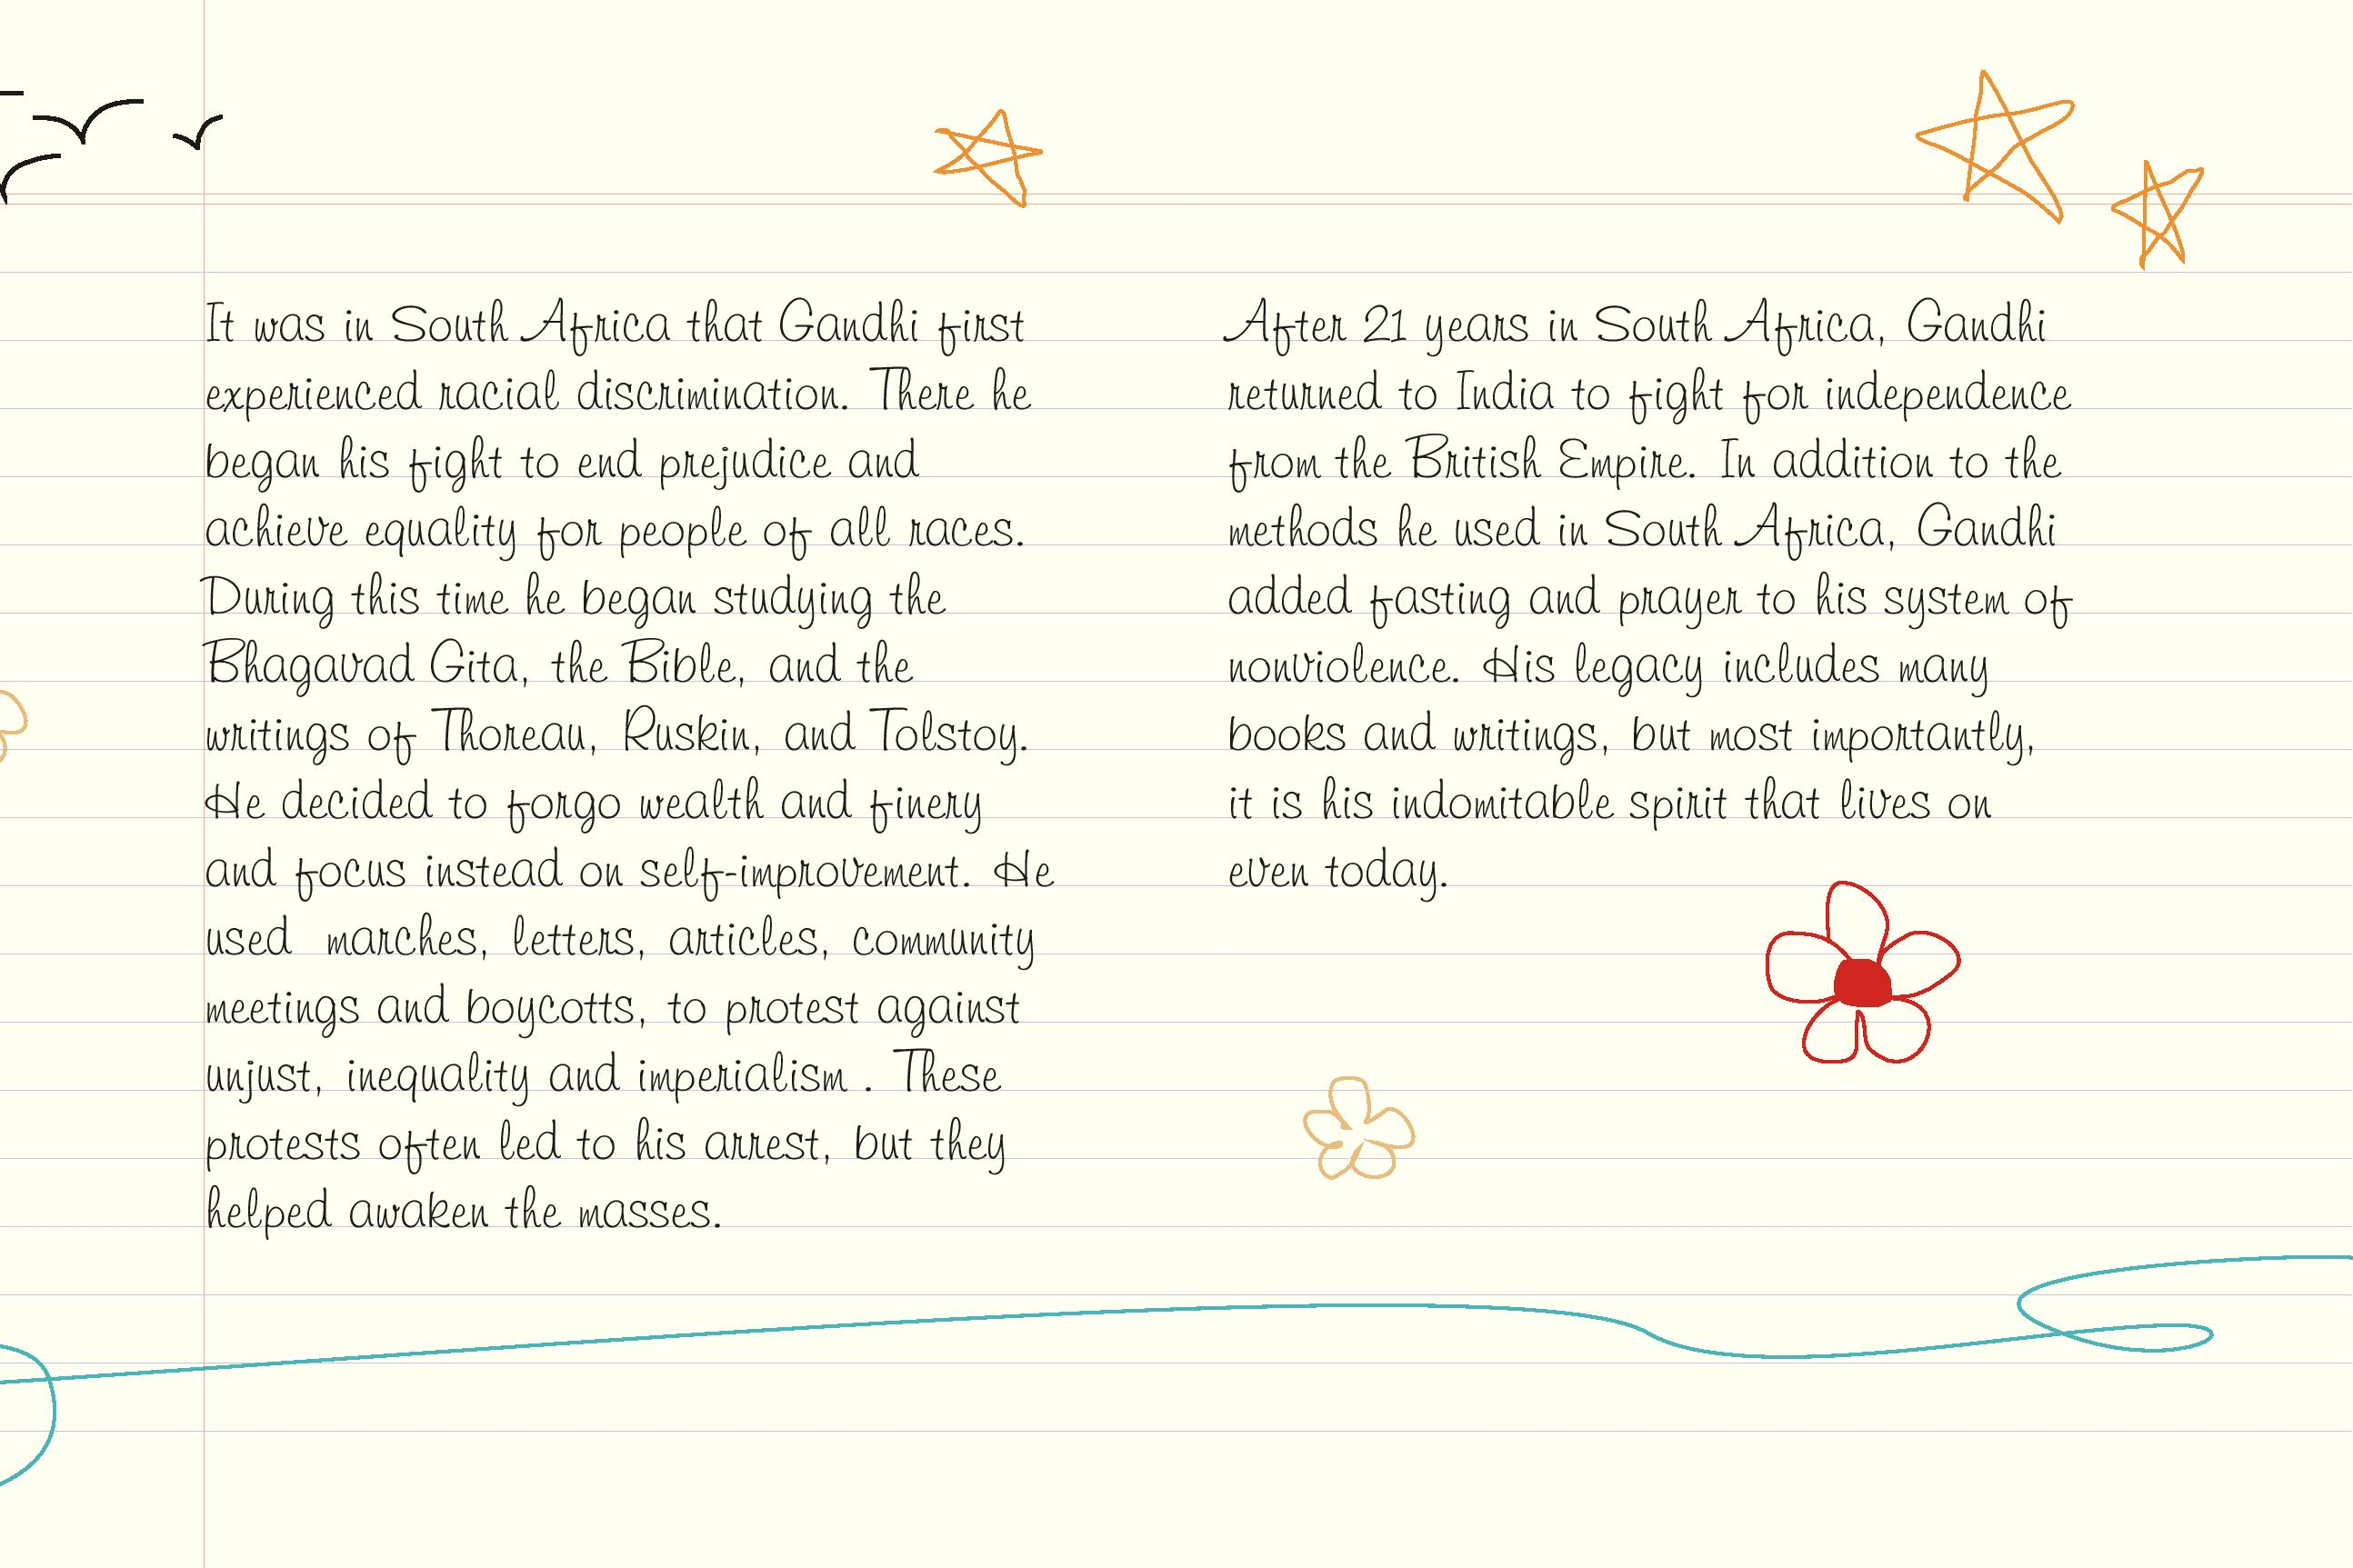 It was in South Africa that Gandhi first
experienced racial discrimination. There he
began his fight to end prejudice and
achieve equality for people of all races.
During this time he began studying the
Bhagavad Gita, the Bible, and the
writings of Thoreau, Ruskin, and Tolstoy.
He decided to forgo wealth and finery
and focus instead on self-improvement. He
used marches, letters, articles, community
meetings and boycotts, to protest against
unjust, inequality and imperialism . These
protests often led to his arrest, but they
helped awaken the masses.
After 21 years in South Africa, Gandhi
returned to India to fight for independence
from the British Empire. In addition to the
methods he used in South Africa, Gandhi
added fasting and prayer to his system of
nonviolence. His legacy includes many
books and writings, but most importantly,
it is his indomitable spirit that lives on
even today.